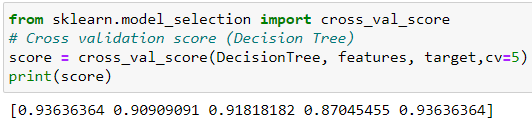 from sklearn.model_selection import cross_val_score
# Cross validation score (Decision Tree)
score = cross_val_score(DecisionTree, features, target,cv=5)
print(score)
[0.93636364 0.90909091 0.91818182 0.87045455 0.93636364]